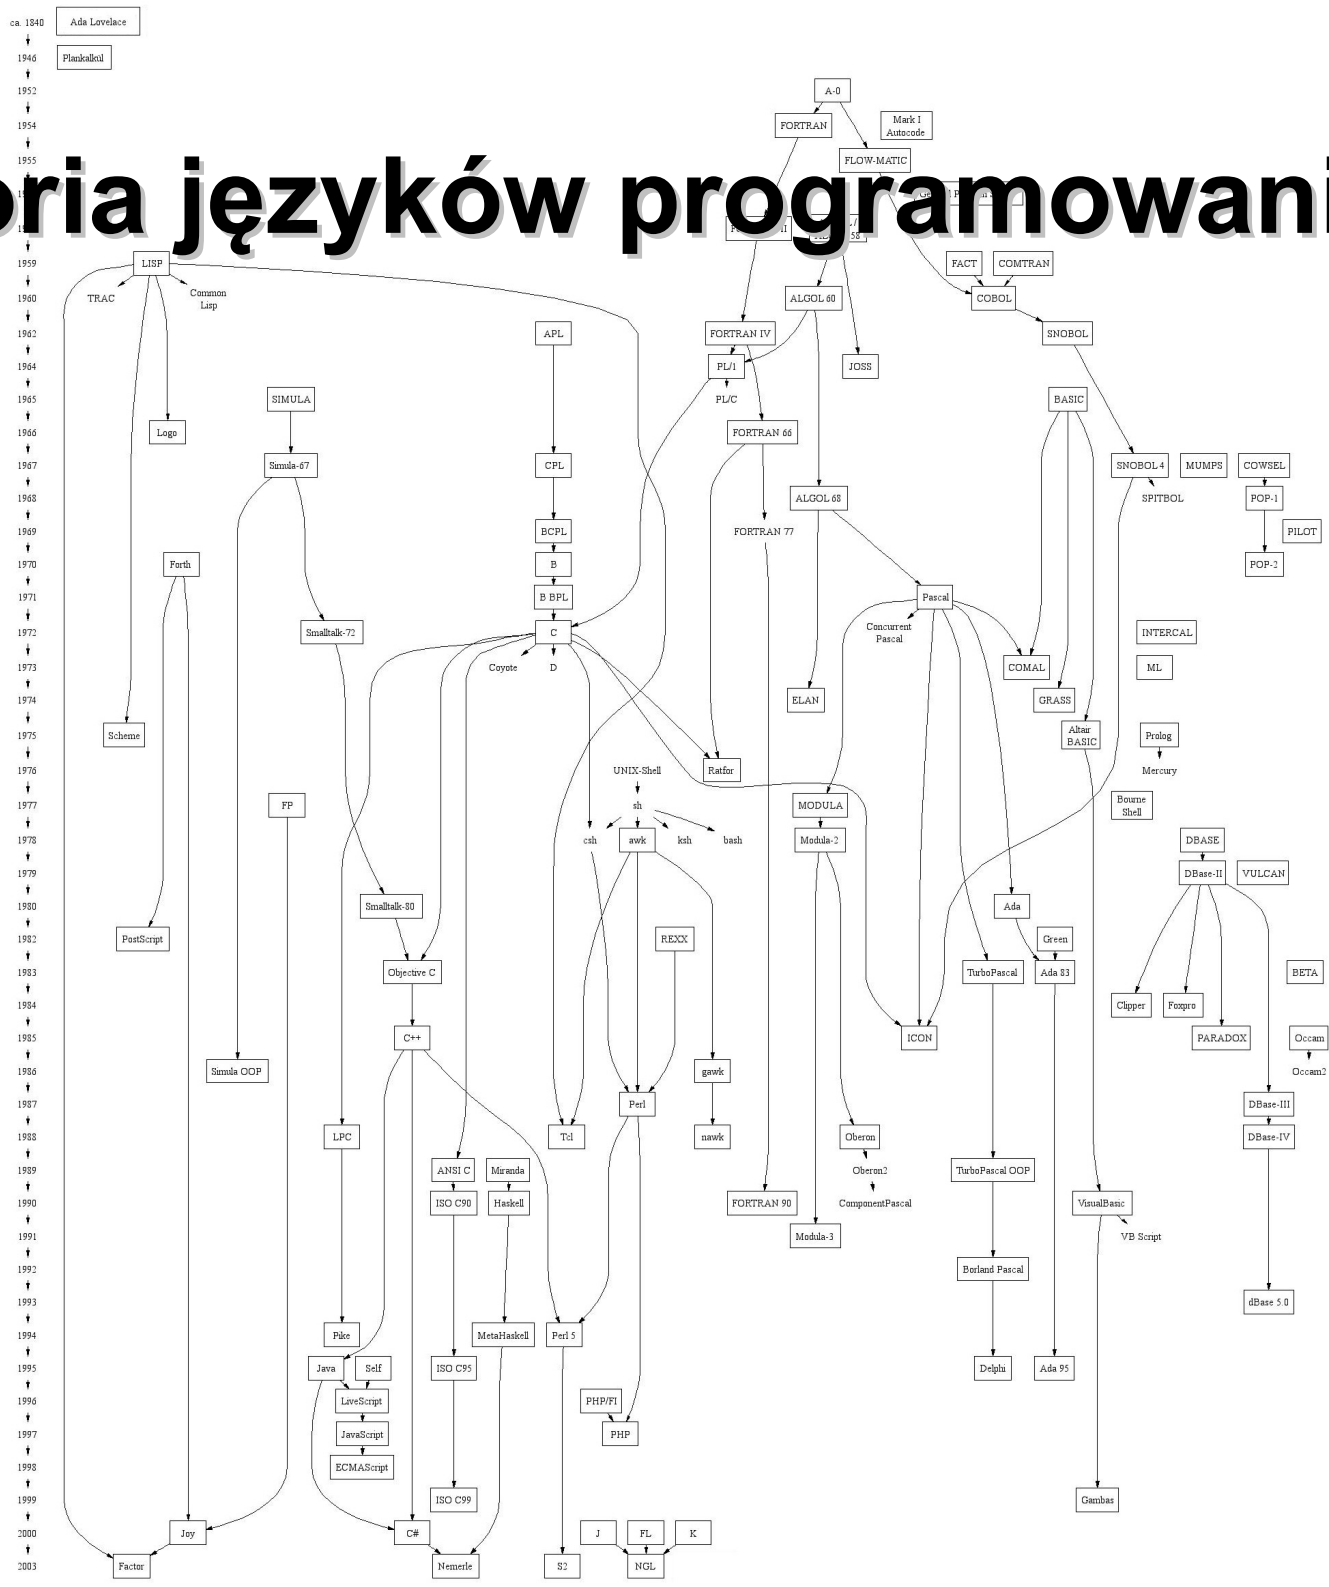 ca. 1840 Ada Lovelace
1946 Plankalkul
1952 A-0
1954 FORTRAN Mark I
Autocode
1955 FLOW-MATIC
oria języków programowani
1959 LISP FACT COMTRAN
1960 TRAC Common
Lisp ALGOL 60 COBOL
1962 APL FORTRAN IV SNOBOL
1964 PL/1 JOSS
1965 SIMULA PL/C BASIC
1966 Logo FORTRAN 66
1967 Simula-67 CPL SNOBOL 4 MUMPS COWSEL
1968 ALGOL 68 SPITBOL POP-1
1969 BCPL FORTRAN 77 PILOT
1970 Forth B POP-2
1971 B BPL Pascal
1972 Smalltalk-72 C Concurrent
Pascal INTERCAL
1973 Coyote D COMAL ML
1974 ELAN GRASS
1975 Scheme Altair
BASIC Prolog
1976 UNIX-Shell Ratfor Mercury
1977 FP sh MODULA Bourne
Shell
1978 csh awk ksh bash Modula-2 DBASE
1979 DBase-II VULCAN
1980 Smalltalk-80 Ada
1982 PostScript REXX Green
1983 Objective C TurboPascal Ada 83 BETA
1984 Clipper Foxpro
1985 C++ ICON PARADOX Occam
1986 Simula OOP gawk Occam2
1987 Perl DBase-III
1988 LPC Tcl nawk Oberon DBase-IV
1989 ANSI C Miranda Oberon2 TurboPascal OOP
1990 ISO C90 Haskell FORTRAN 90 ComponentPascal VisualBasic
1991 Modula-3 VB Script
1992 Borland Pascal
1993 dBase 5.0
1994 Pike MetaHaskell Perl 5
1995 Java Self ISO C95 Delphi Ada 95
1996 LiveScript PHP/FI
1997 JavaScript PHP
1998 ECMAScript
1999 ISO C99 Gambas
2000 Joy C# J FL K
2003 Factor Nemerle S2 NGL